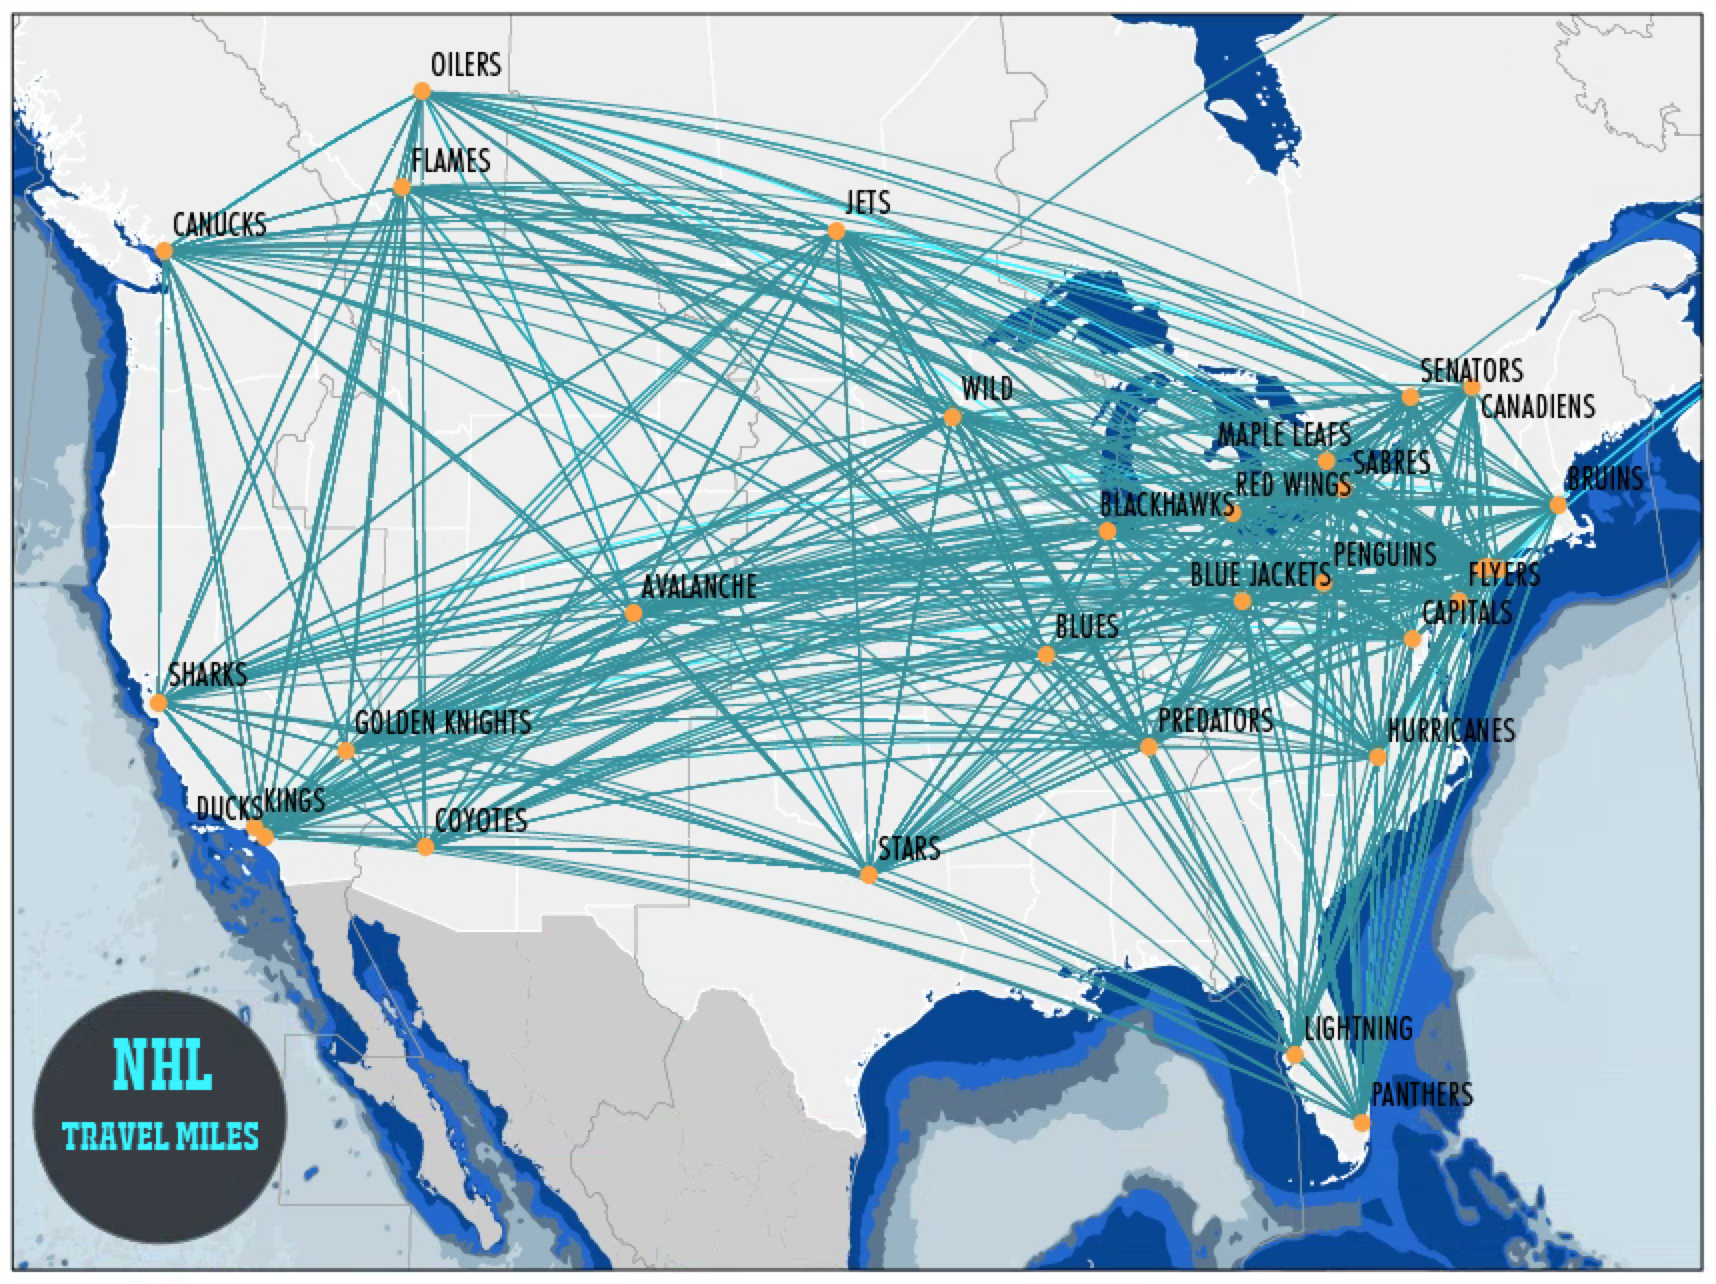 OILERS
FLAMES
JETS
CANUCKS
SENATORS
WILD
CANADIENS
MAPLE LEAFS
SABRES
BRUINS
RED WINGS
BLACKHAWKS
PENGUINS
BLUE JACKETS
FLYERS
AVALANCHE
CAPITALS
BLUES
SHARKS
GOLDEN KNIGHTS
PREDATORS
HURRICANES
DUCKS
KINGS
COYOTES
STARS
LIGHTNING
PANTHERS
NHL
TRAVEL MILES